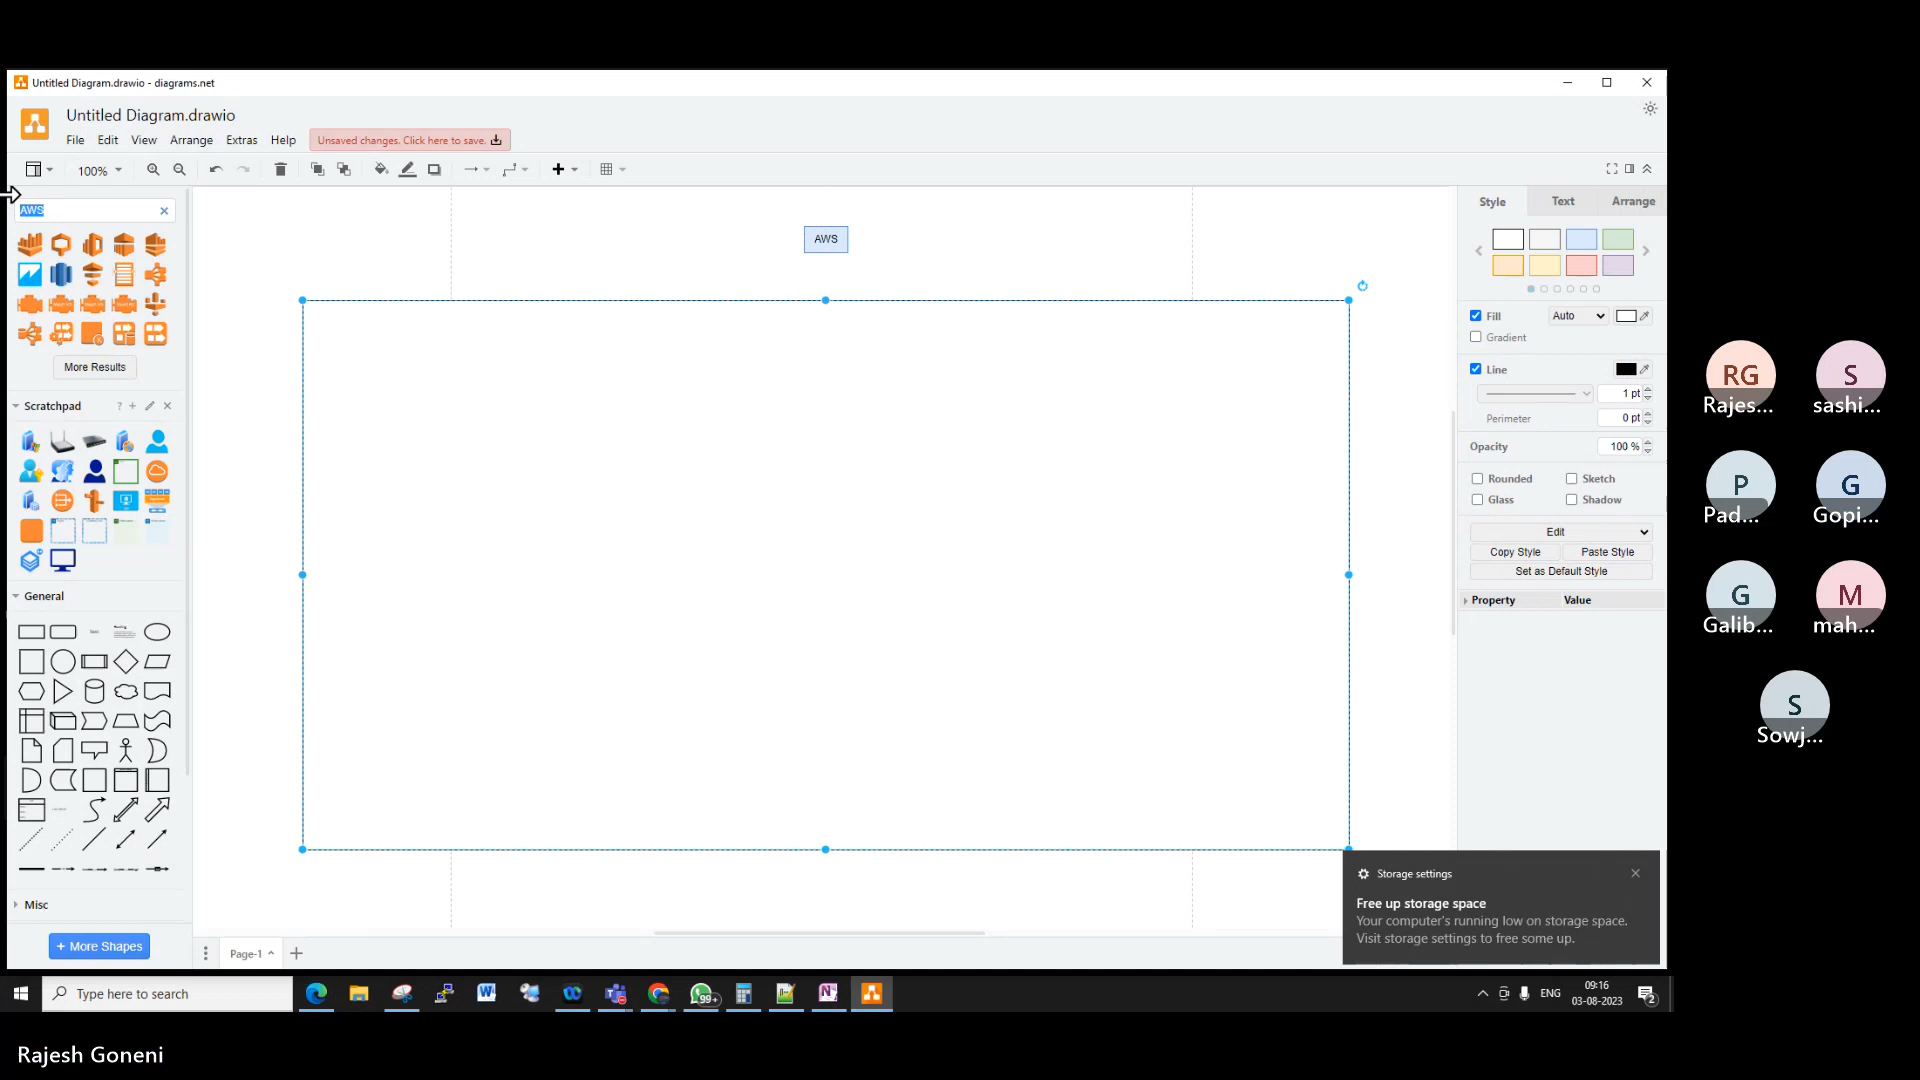 Untitled Diagram.drawio - diagrams.net
Untitled Diagram.drawio
File Edit View Arrange Extras Help Unsaved changes. Click here to save.
100%
AWS
More Results
Scratchpad ?
General
Misc
+ More Shapes
AWS
Page-1
Style Text Arrange
Fill Auto
Gradient
Line
1 pt
Perimeter 0 pt
Opacity 100 %
Rounded Sketch
Glass Shadow
Edit
Copy Style Paste Style
Set as Default Style
Property Value
Storage settings
Free up storage space
Your computer's running low on storage space.
Visit storage settings to free some up.
RG
Rajes...
S
sashi...
P
Pad...
G
Gopi...
G
Galib...
M
mah...
S
Sowj...
Type here to search
99+
ENG
09:16
03-08-2023
2
Rajesh Goneni